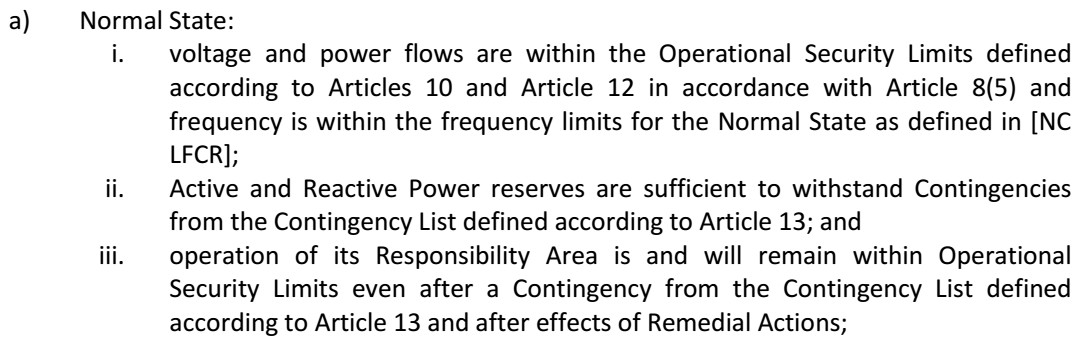 a) Normal State:
i. voltage and power flows are within the Operational Security Limits defined
according to Articles 10 and Article 12 in accordance with Article 8(5) and
frequency is within the frequency limits for the Normal State as defined in [NC
LFCR];
ii. Active and Reactive Power reserves are sufficient to withstand Contingencies
from the Contingency List defined according to Article 13; and
iii. operation of its Responsibility Area is and will remain within Operational
Security Limits even after a Contingency from the Contingency List defined
according to Article 13 and after effects of Remedial Actions;